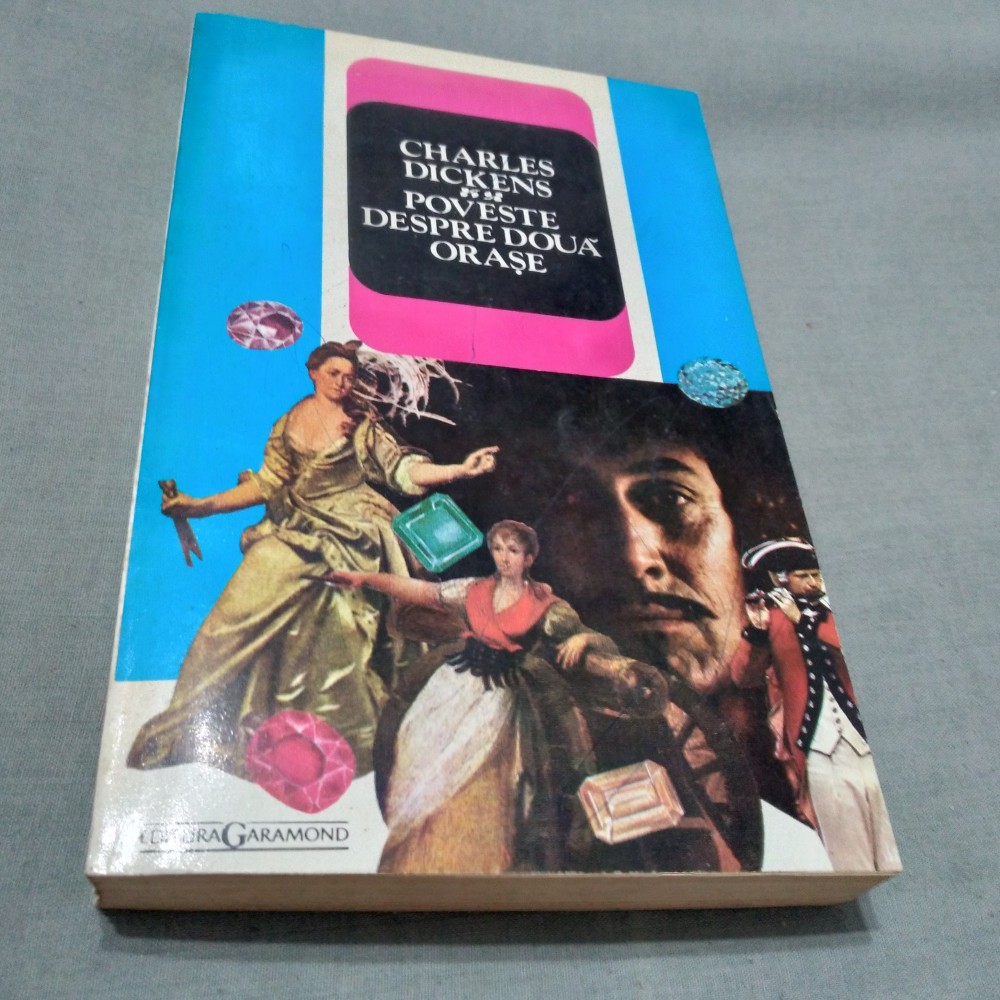 CHARLES
DICKENS
POVESTE
DESPRE DOUĂ
ORAȘE
EDITURA GARAMOND